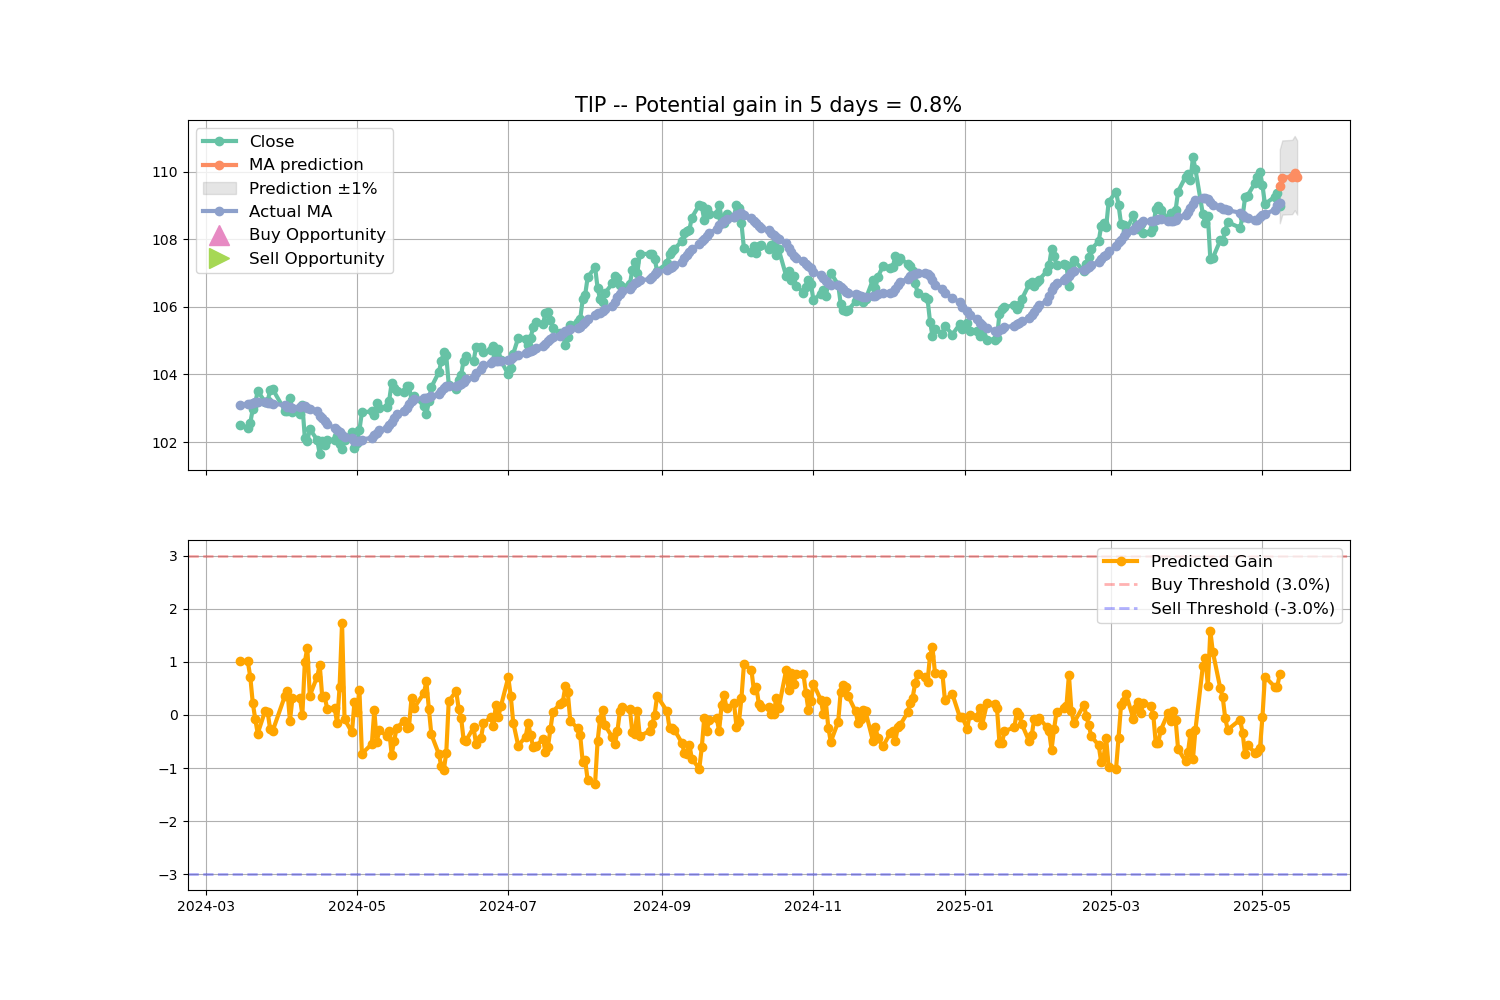 TIP -- Potential gain in 5 days = 0.8%
Close
MA prediction
Prediction ±1%
Actual MA
Buy Opportunity
Sell Opportunity
110
108
106
104
102
Predicted Gain
Buy Threshold (3.0%)
Sell Threshold (-3.0%)
3
2
1
0
−1
−2
−3
2024-03 2024-05 2024-07 2024-09 2024-11 2025-01 2025-03 2025-05